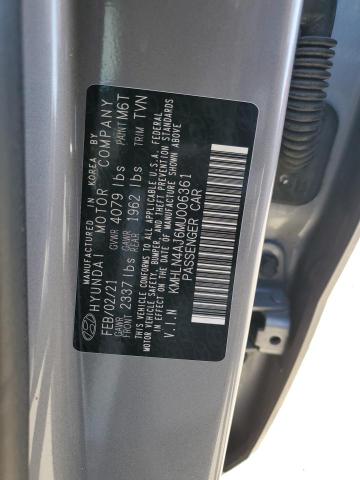 MANUFACTURED IN KOREA BY
HYUNDAI MOTOR COMPANY
FEB/02/21 GVWR 4079 lbs PAINT M6T
GAWR FRONT 2337 lbs GAWR REAR 1962 lbs TRIM TVN
THIS VEHICLE CONFORMS TO ALL APPLICABLE U.S.A. FEDERAL
MOTOR VEHICLE SAFETY, BUMPER, AND THEFT PREVENTION STANDARDS
IN EFFECT ON THE DATE OF MANUFACTURE SHOWN ABOVE
V.I.N KMHLN4AJ6MU006361
PASSENGER CAR